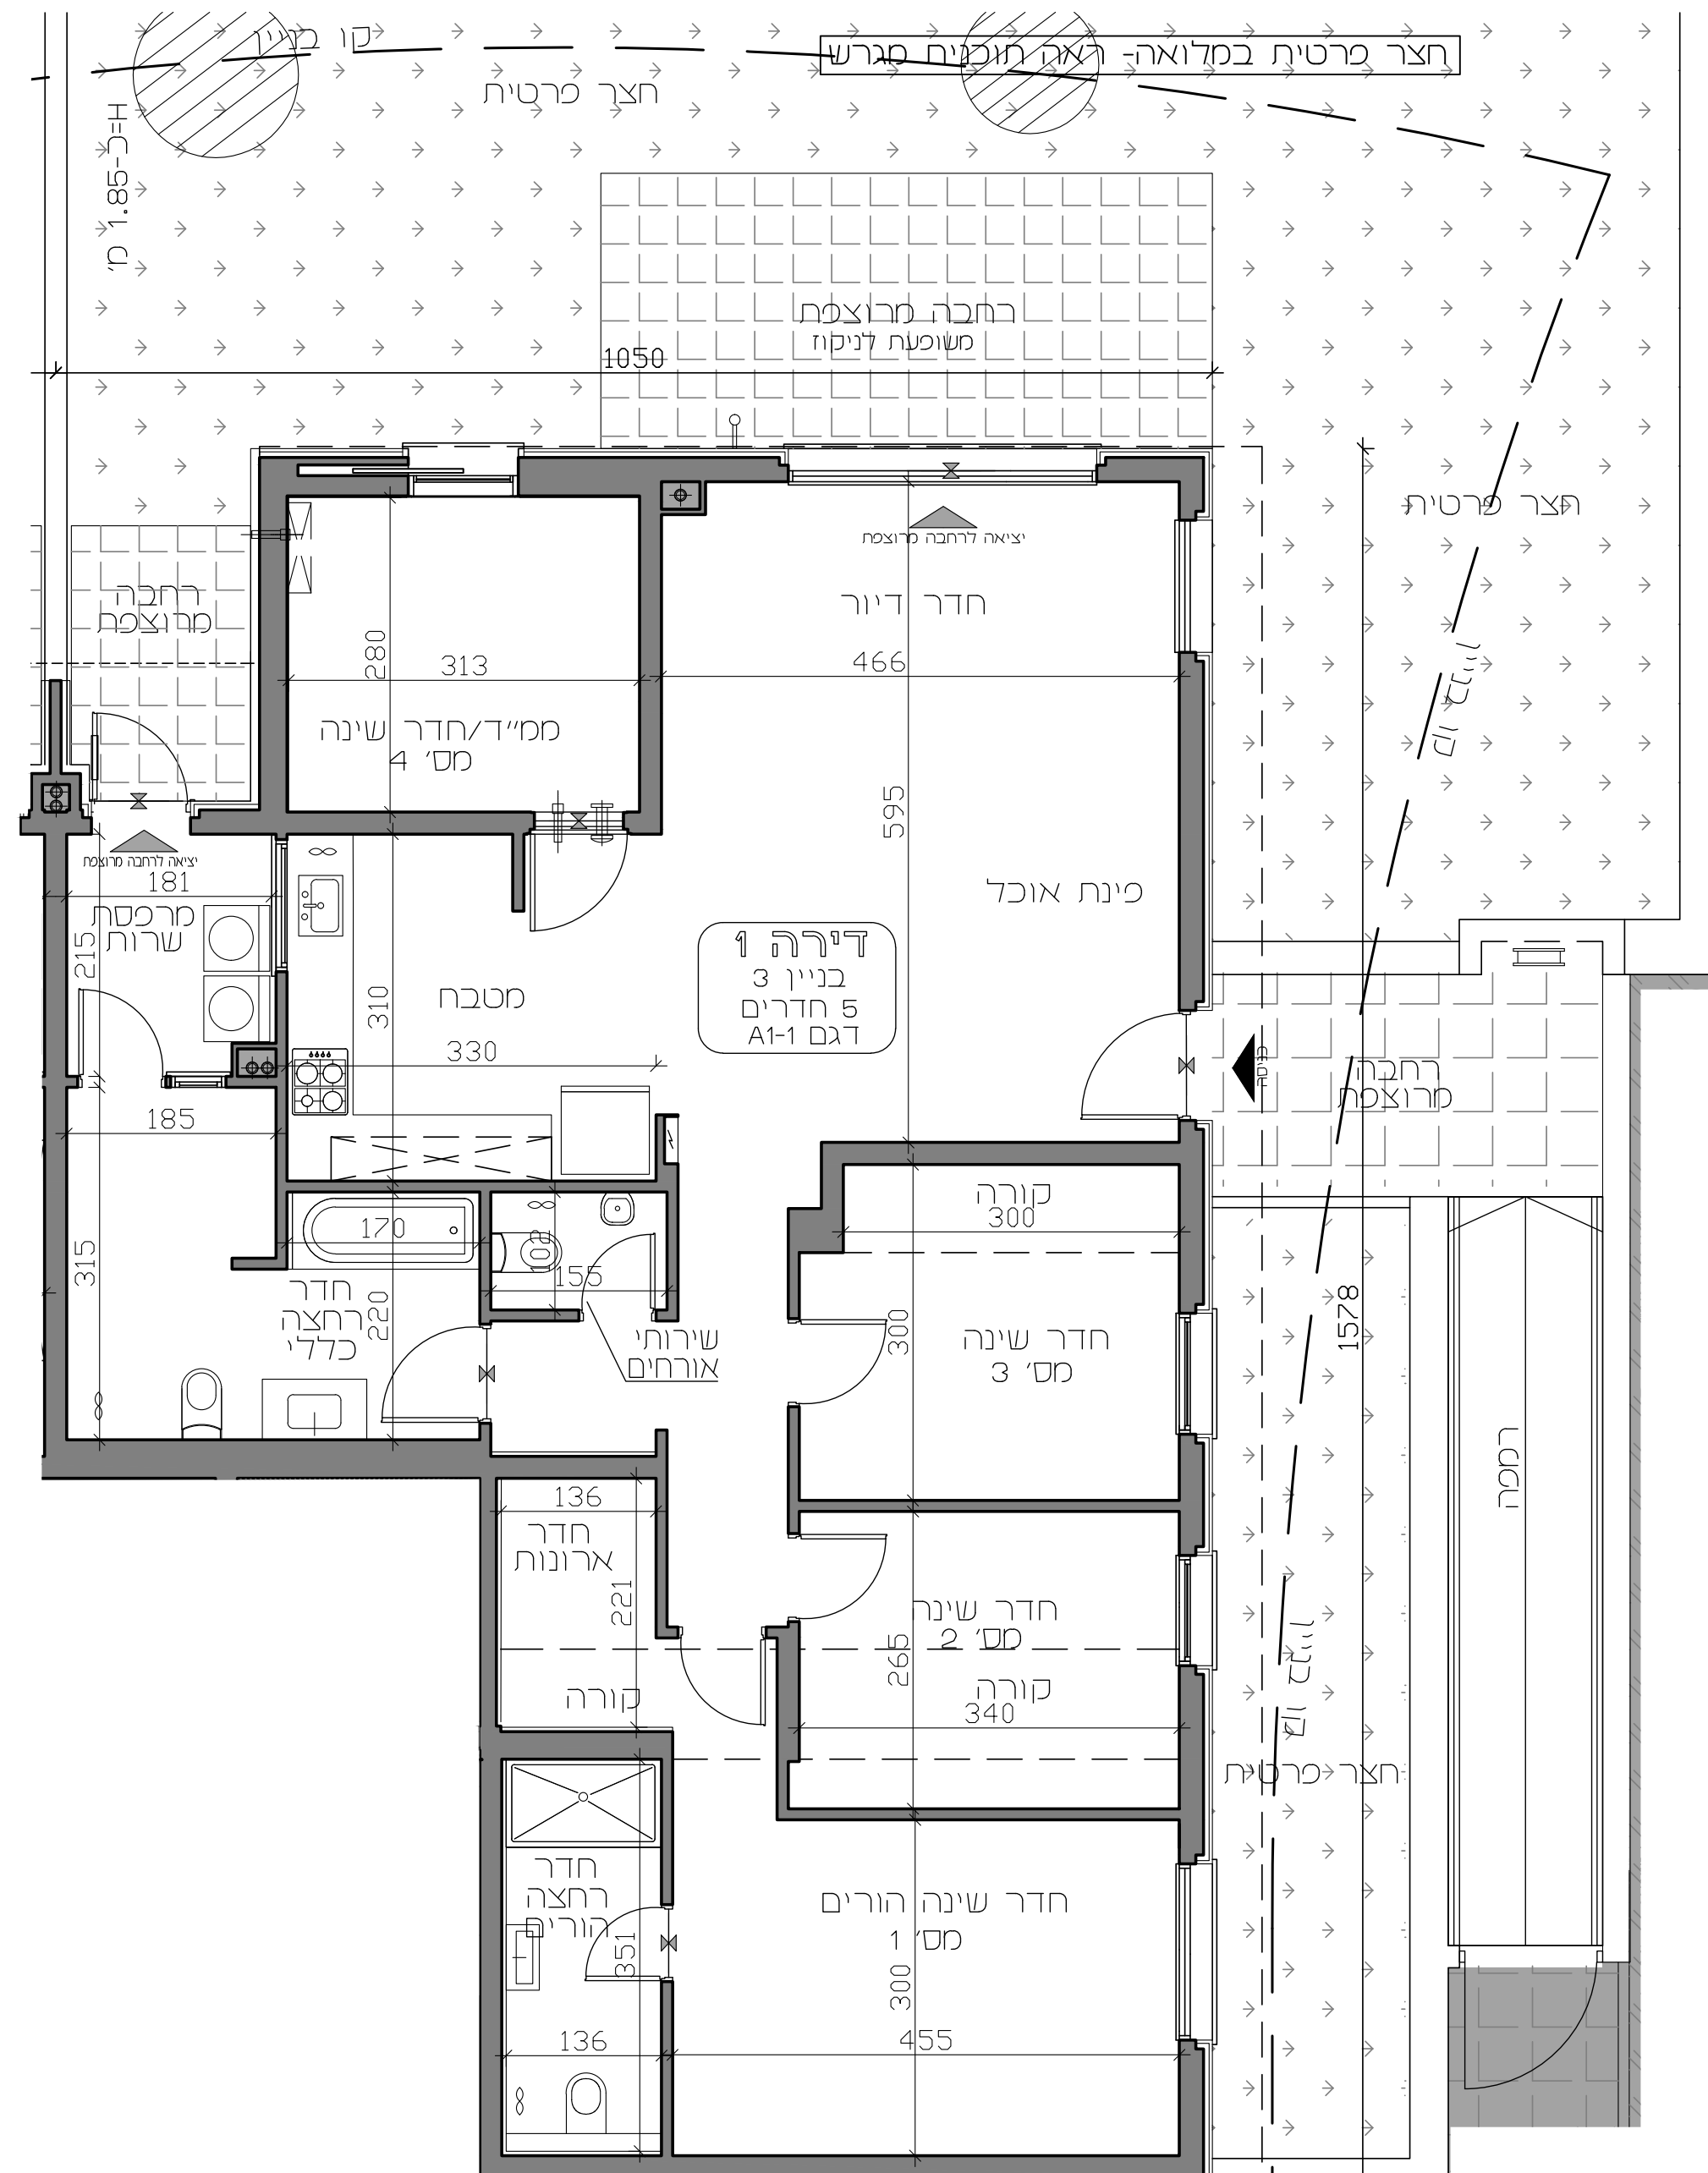 קו בניין
חצר פרטית במלואה- ראה תוכנית מגרש
חצר פרטית
H=כ-1.85 מ'
רחבה מרוצפת
משופעת לניקוז
1050
חצר פרטית
יציאה לרחבה מרוצפת
רחבה
מרוצפת
חדר דיור
280
313
466
קו בניין
ממ״ד/חדר שינה
מס' 4
595
יציאה לרחבה מרוצפת
181
מרפסת
שרות
215
פינת אוכל
דירה 1
בניין 3
5 חדרים
דגם A1-1
מטבח
310
330
כניסה
רחבה
מרוצפת
185
קורה
300
170
102
155
315
חדר
רחצה
כללי
220
שירותי
אורחים
300
חדר שינה
מס' 3
1578
רמפה
136
חדר
ארונות
221
חדר שינה
מס' 2
265
קורה
קורה
340
קו בניין
חצר פרטית
חדר
רחצה
הורים
351
חדר שינה הורים
מס' 1
300
136
455